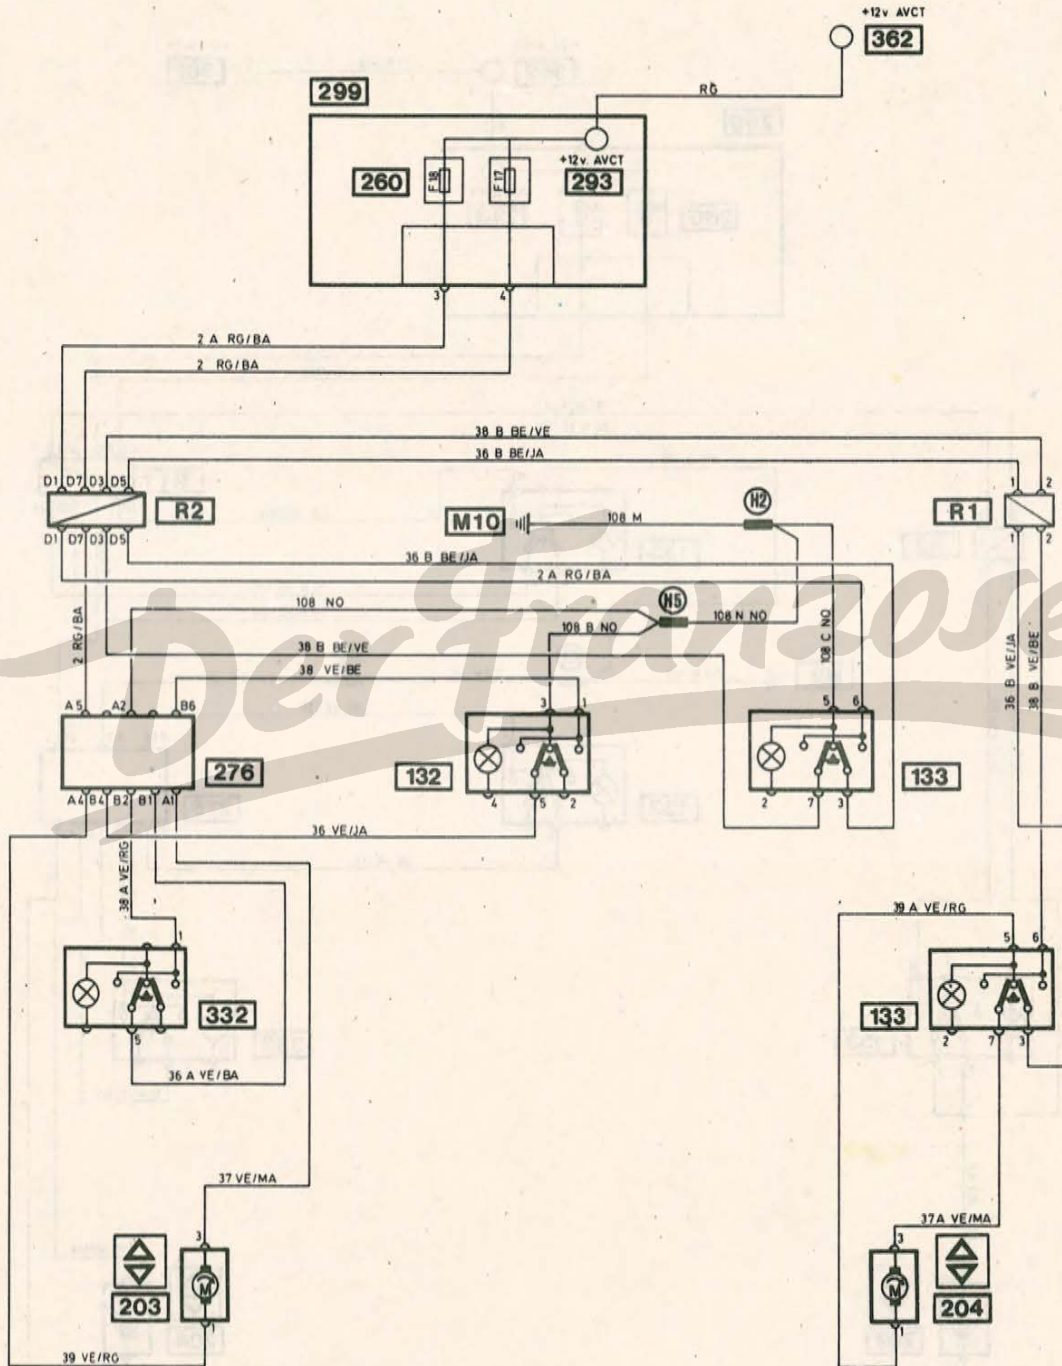 +12v AVCT
362
RG
299
+12v. AVCT
260
F18
F17
293
3
4
2 A RG/BA
2 RG/BA
38 B BE/VE
36 B BE/JA
D1 D7 D3 D5
1
2
R2
H2
M10
108 M
R1
D1 D7 D3 D5
1
2
36 B BE/JA
2 A RG/BA
108 NO
N5
108 N NO
108 B NO
2 RG/BA
38 B BE/VE
108 C NO
36 B VE/JA
38 B VE/BE
38 VE/BE
A5
A2
B6
3
1
5
6
276
132
133
A4
B4
B2
B1
A1
4
5
2
2
7
3
36 VE/JA
38 A VE/RG
39 A VE/RG
1
5
6
332
133
5
2
7
3
36 A VE/BA
37 VE/MA
37A VE/MA
3
3
M
M
203
204
1
1
39 VE/RG
Der Franzose